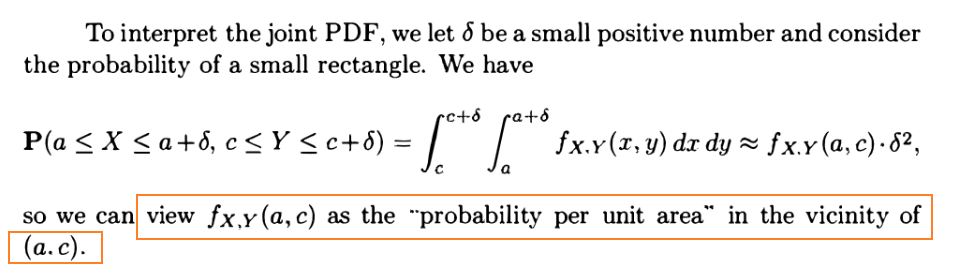 To interpret the joint PDF, we let δ be a small positive number and consider
the probability of a small rectangle. We have
P(a ≤ X ≤ a+δ, c ≤ Y ≤ c+δ) = ∫_c^{c+δ} ∫_a^{a+δ} f_{X,Y}(x, y) dx dy ≈ f_{X.Y}(a, c)·δ²,
so we can view f_{X,Y}(a, c) as the "probability per unit area" in the vicinity of
(a. c).